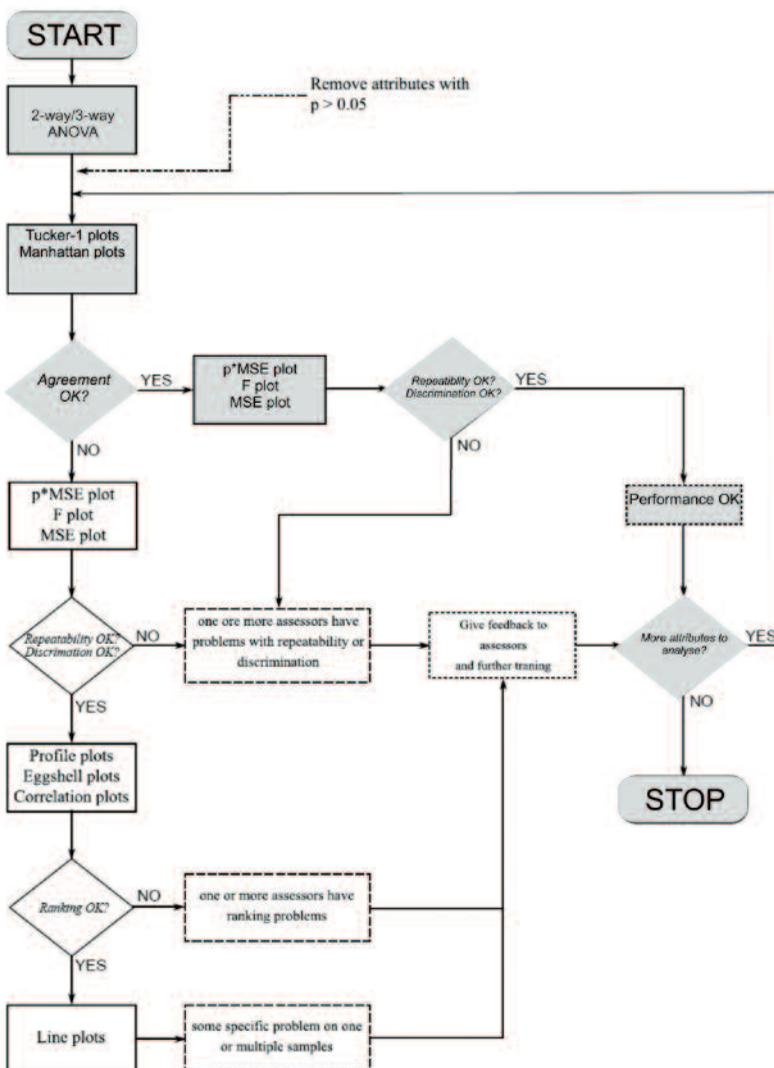 START
Remove attributes with
p > 0.05
2-way/3-way
ANOVA
Tucker-1 plots
Manhattan plots
Agreement
OK?
YES
p*MSE plot
F plot
MSE plot
Repeatiblity OK?
Discrimination OK?
YES
NO
NO
p*MSE plot
F plot
MSE plot
Performance OK
Repeatability OK?
Discrimation OK?
NO
one ore more assessors have
problems with repeatability or
discrimination
Give feedback to
assessors
and further traning
More attributes to
analyse?
YES
YES
NO
Profile plots
Eggshell plots
Correlation plots
STOP
Ranking OK?
NO
one or more assessors have
ranking problems
YES
Line plots
some specific problem on one
or multiple samples